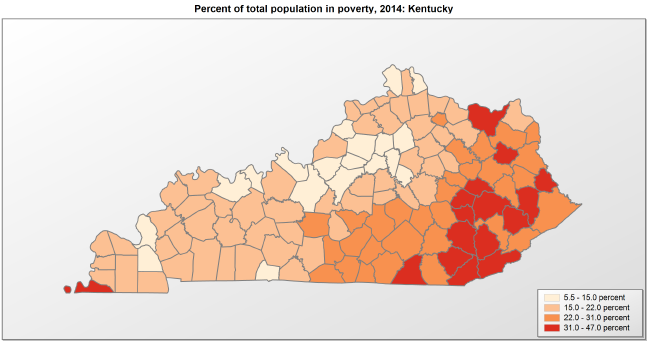 Percent of total population in poverty, 2014: Kentucky
5.5 - 15.0 percent
15.0 - 22.0 percent
22.0 - 31.0 percent
31.0 - 47.0 percent